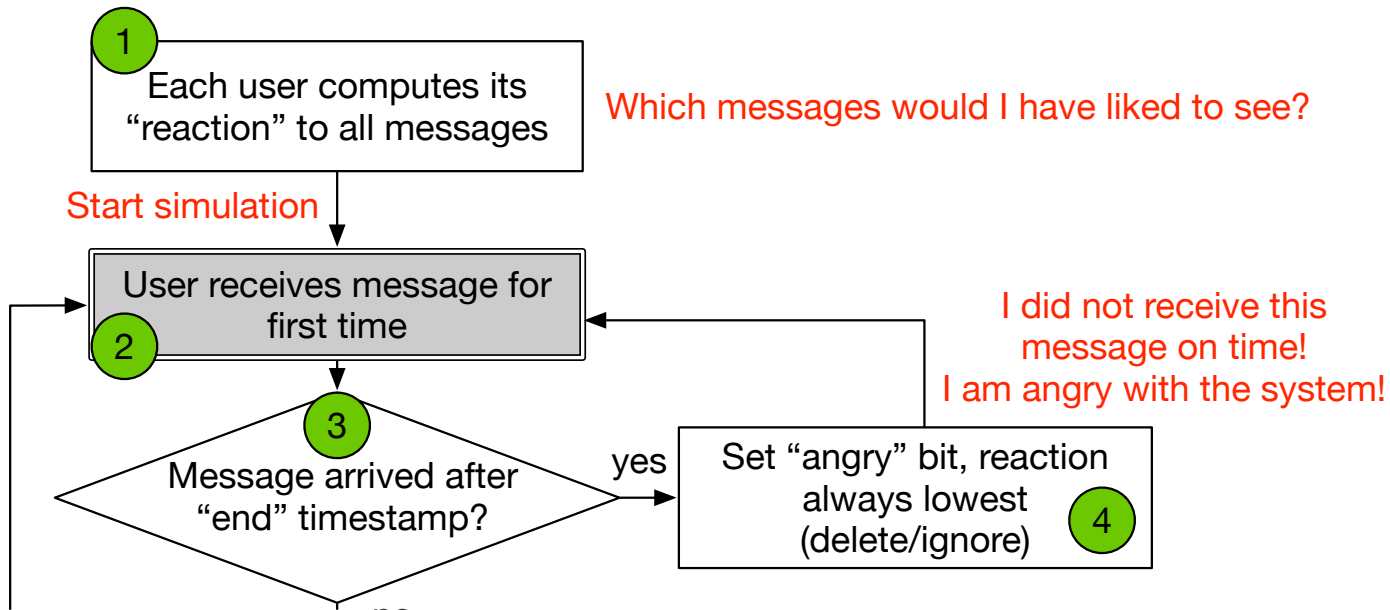 1
Each user computes its
“reaction” to all messages
Which messages would I have liked to see?
Start simulation
User receives message for
first time
2
I did not receive this
message on time!
I am angry with the system!
3
Message arrived after
“end” timestamp?
yes
Set “angry” bit, reaction
always lowest
(delete/ignore)
4